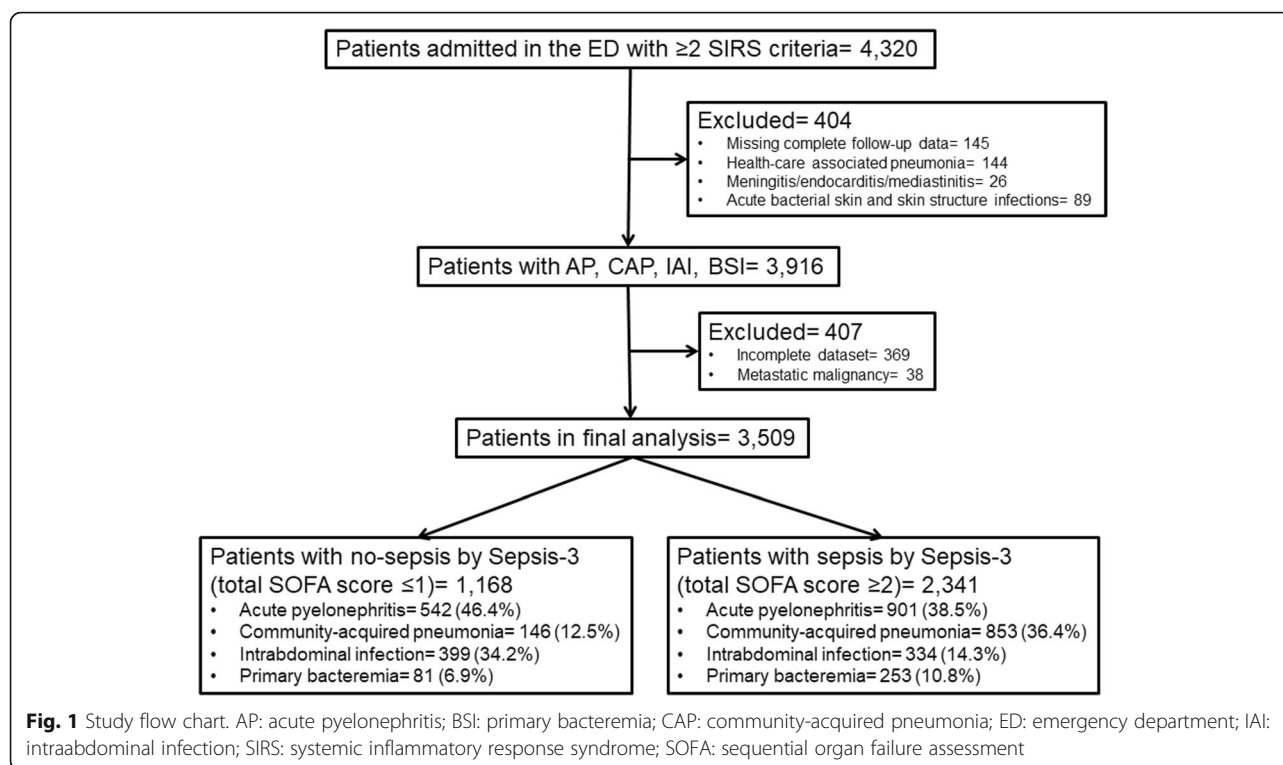 Patients admitted in the ED with ≥2 SIRS criteria= 4,320
Excluded= 404
• Missing complete follow-up data= 145
• Health-care associated pneumonia= 144
• Meningitis/endocarditis/mediastinitis= 26
• Acute bacterial skin and skin structure infections= 89
Patients with AP, CAP, IAI, BSI= 3,916
Excluded= 407
• Incomplete dataset= 369
• Metastatic malignancy= 38
Patients in final analysis= 3,509
Patients with no-sepsis by Sepsis-3
(total SOFA score ≤1)= 1,168
• Acute pyelonephritis= 542 (46.4%)
• Community-acquired pneumonia= 146 (12.5%)
• Intrabdominal infection= 399 (34.2%)
• Primary bacteremia= 81 (6.9%)
Patients with sepsis by Sepsis-3
(total SOFA score ≥2)= 2,341
• Acute pyelonephritis= 901 (38.5%)
• Community-acquired pneumonia= 853 (36.4%)
• Intrabdominal infection= 334 (14.3%)
• Primary bacteremia= 253 (10.8%)
Fig. 1 Study flow chart. AP: acute pyelonephritis; BSI: primary bacteremia; CAP: community-acquired pneumonia; ED: emergency department; IAI:
intraabdominal infection; SIRS: systemic inflammatory response syndrome; SOFA: sequential organ failure assessment